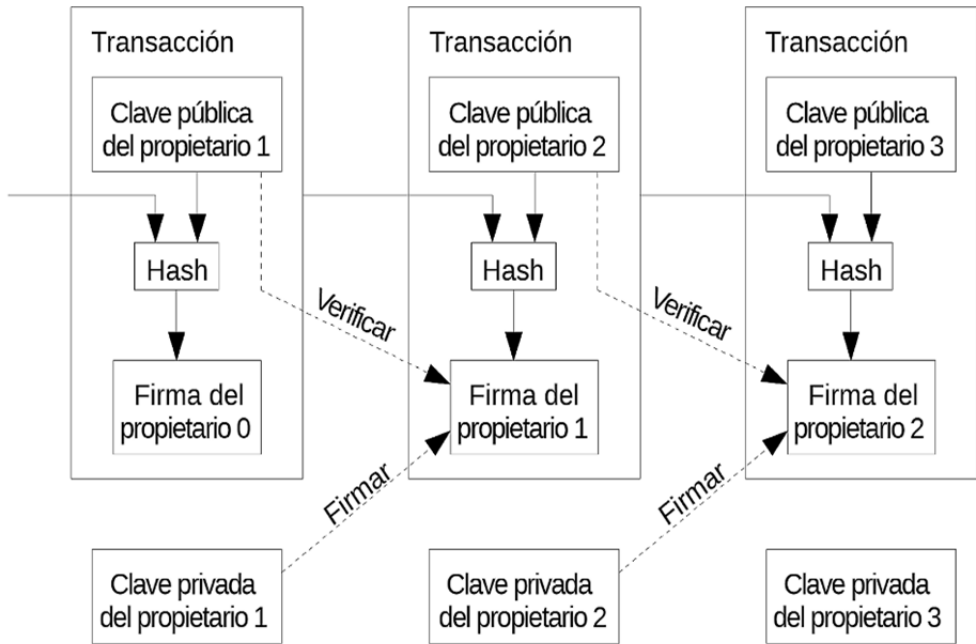 Transacción
Transacción
Transacción
Clave pública
del propietario 1
Clave pública
del propietario 2
Clave pública
del propietario 3
Hash
Hash
Hash
Verificar
Verificar
Firma del
propietario 0
Firma del
propietario 1
Firma del
propietario 2
Firmar
Firmar
Clave privada
del propietario 1
Clave privada
del propietario 2
Clave privada
del propietario 3